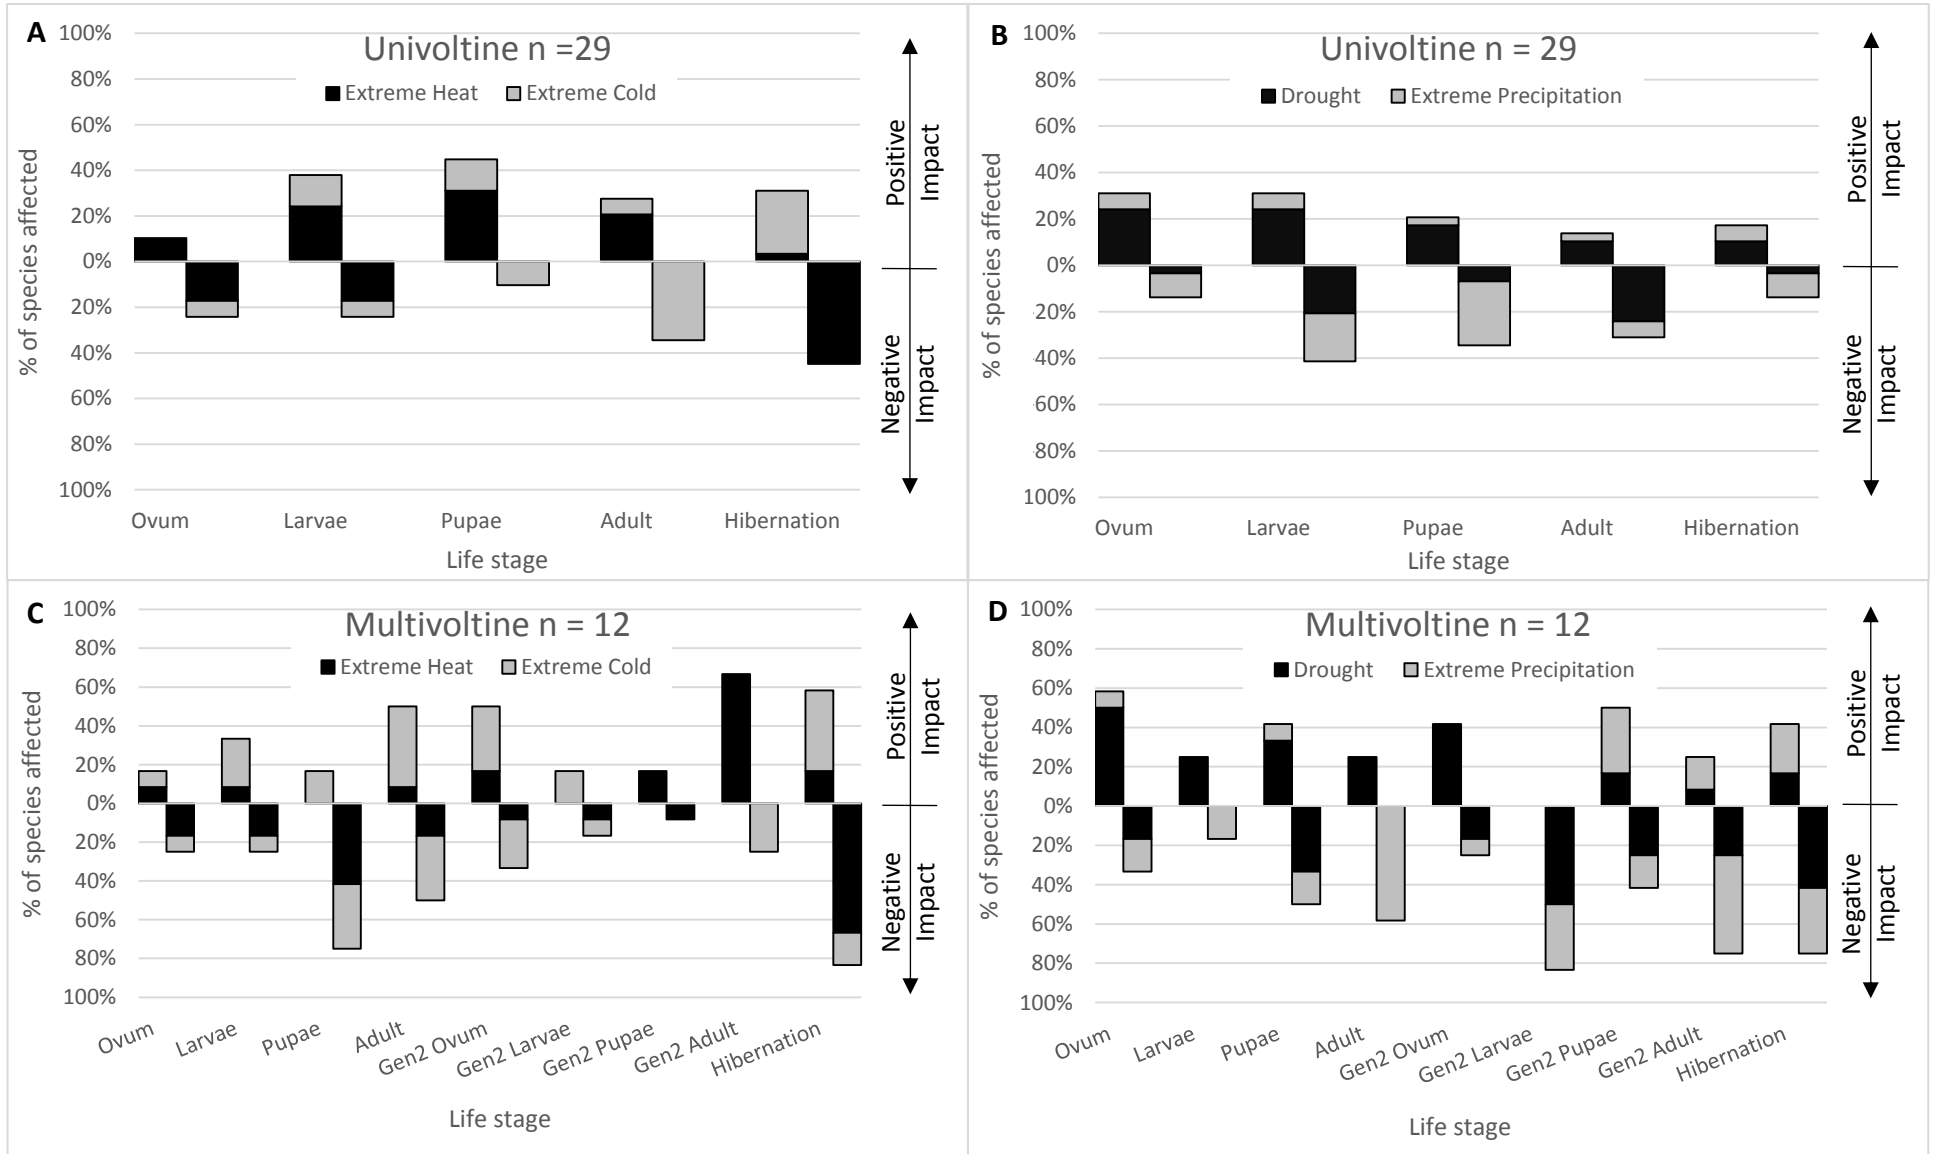 A
Univoltine n =29
Extreme Heat
Extreme Cold
% of species affected
100%
80%
60%
40%
20%
0%
20%
40%
60%
80%
100%
Ovum
Larvae
Pupae
Adult
Hibernation
Life stage
Positive
Impact
Negative
Impact
B
Univoltine n = 29
Drought
Extreme Precipitation
% of species affected
100%
80%
60%
40%
20%
0%
-20%
-40%
-60%
-80%
100%
Ovum
Larvae
Pupae
Adult
Hibernation
Life stage
Positive
Impact
Negative
Impact
C
Multivoltine n = 12
Extreme Heat
Extreme Cold
% of species affected
100%
80%
60%
40%
20%
0%
20%
40%
60%
80%
100%
Ovum
Larvae
Pupae
Adult
Gen2 Ovum
Gen2 Larvae
Gen2 Pupae
Gen2 Adult
Hibernation
Life stage
Positive
Impact
Negative
Impact
D
Multivoltine n = 12
Drought
Extreme Precipitation
% of species affected
100%
80%
60%
40%
20%
0%
20%
40%
60%
80%
100%
Ovum
Larvae
Pupae
Adult
Gen2 Ovum
Gen2 Larvae
Gen2 Pupae
Gen2 Adult
Hibernation
Life stage
Positive
Impact
Negative
Impact